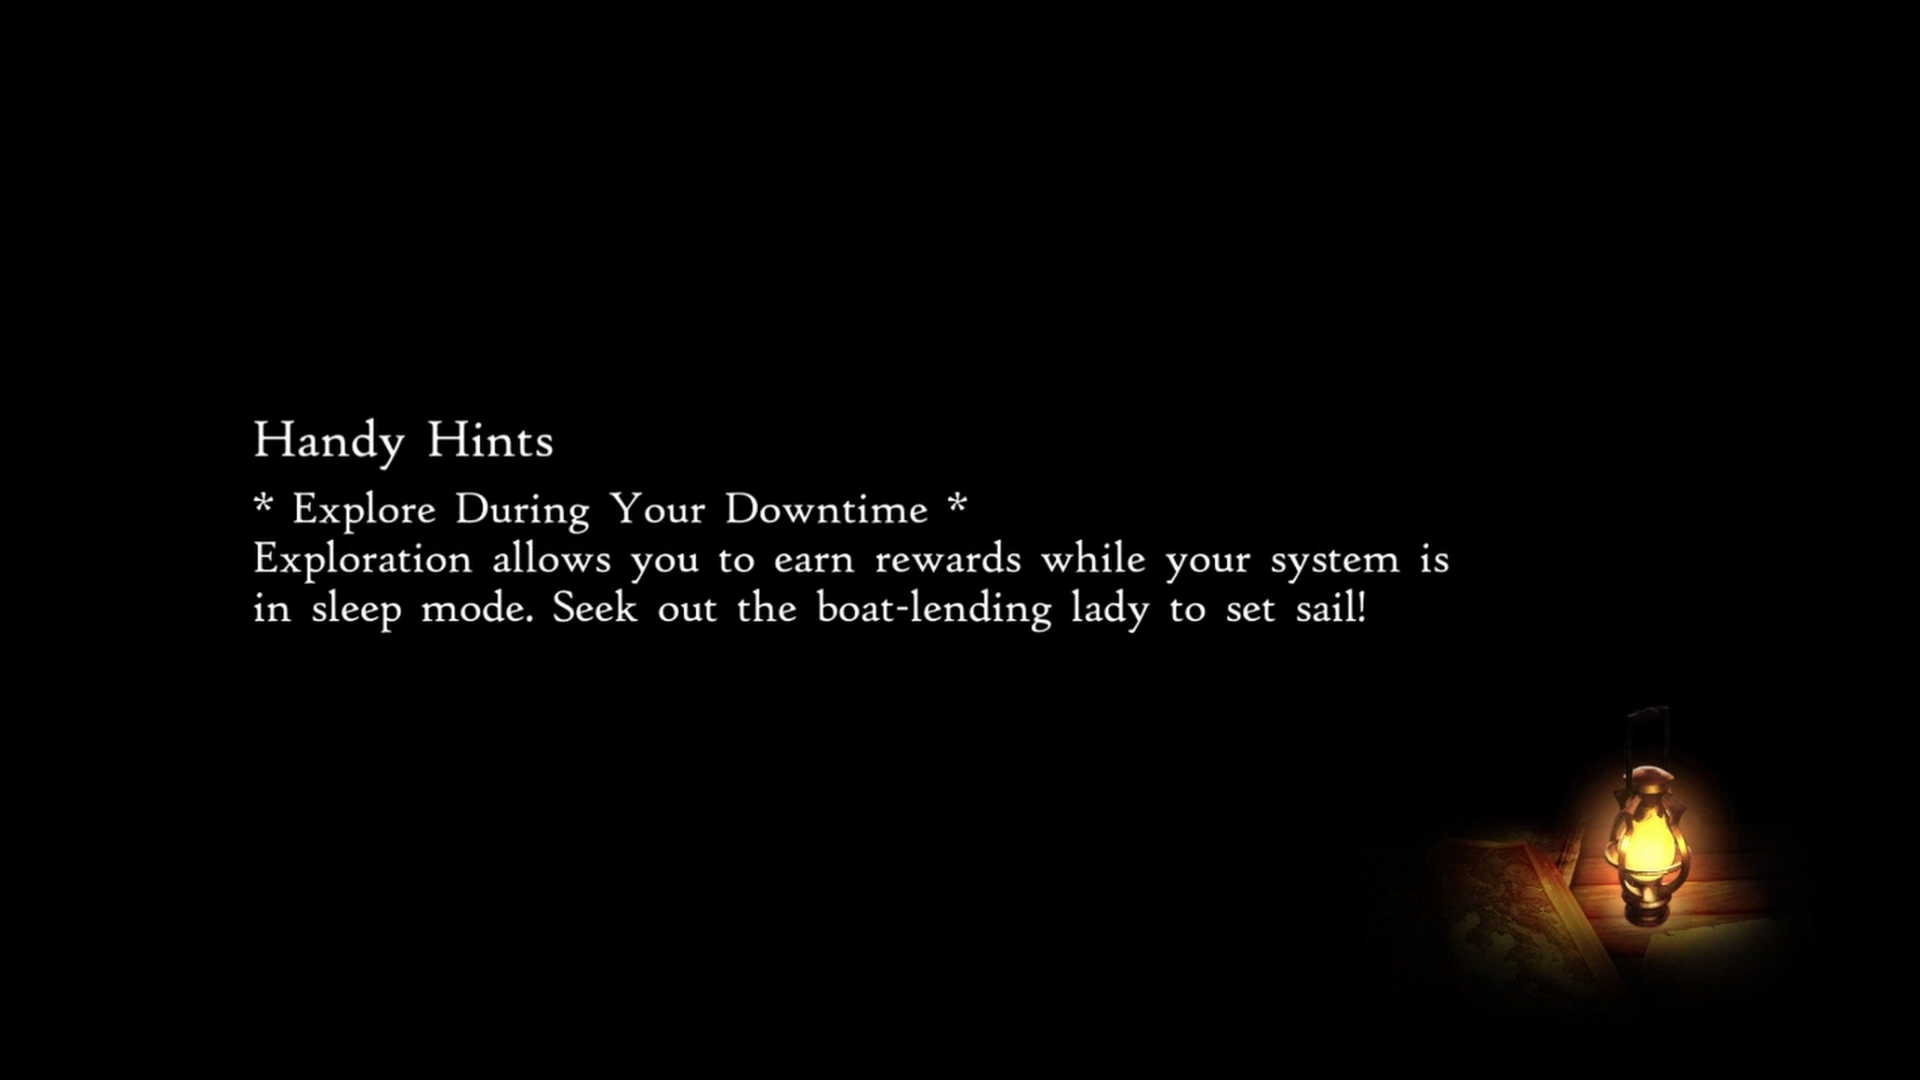 Handy Hints
* Explore During Your Downtime *
Exploration allows you to earn rewards while your system is
in sleep mode. Seek out the boat-lending lady to set sail!